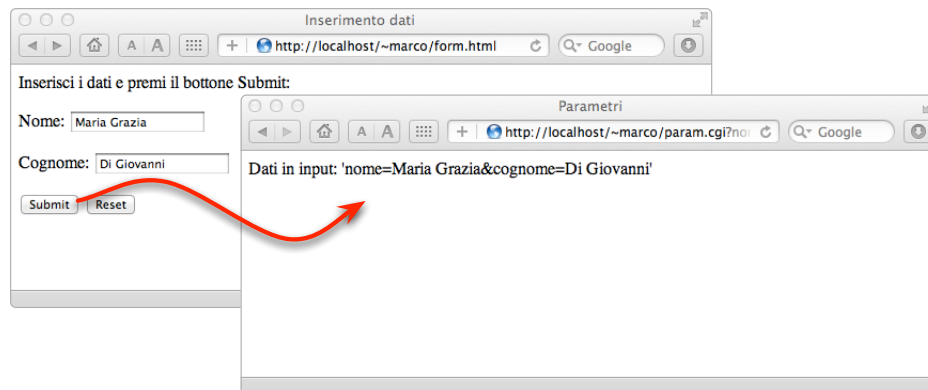 Inserimento dati
A A
http://localhost/~marco/form.html
Google
Inserisci i dati e premi il bottone Submit:
Nome: Maria Grazia
Cognome: Di Giovanni
Submit Reset
Parametri
A A
http://localhost/~marco/param.cgi?no
Google
Dati in input: 'nome=Maria Grazia&cognome=Di Giovanni'